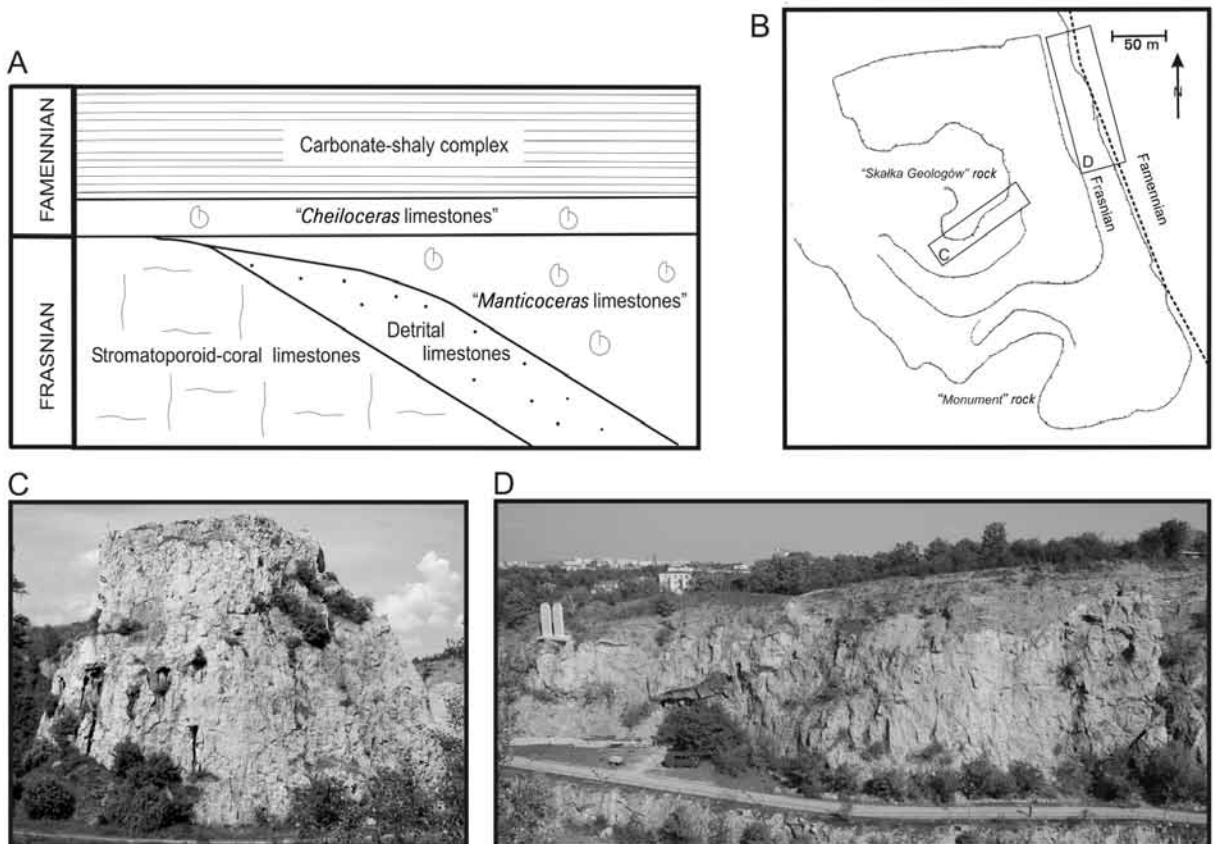 A
FAMENNIAN
FRASNIAN
Carbonate-shaly complex
"Cheiloceras limestones"
"Manticoceras limestones"
Detrital
limestones
Stromatoporoid-coral limestones
B
50 m
N
"Skałka Geologów" rock
C
D
Frasnian
Famennian
"Monument" rock
C
D